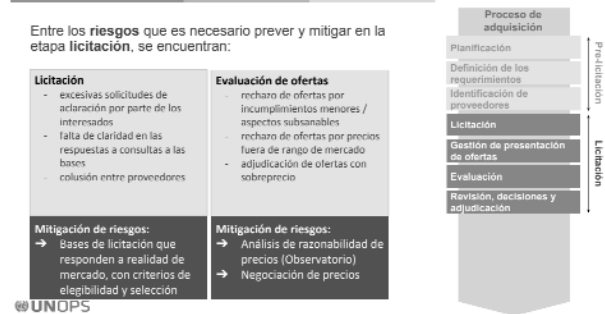 Entre los riesgos que es necesario prever y mitigar en la
etapa licitación, se encuentran:
Licitación
- excesivas solicitudes de
aclaración por parte de los
interesados
- falta de claridad en las
respuestas a consultas a las
bases
- colusión entre proveedores
Mitigación de riesgos:
→ Bases de licitación que
responden a realidad de
mercado, con criterios de
elegibilidad y selección
Evaluación de ofertas
- rechazo de ofertas por
incumplimientos menores /
aspectos subsanables
- rechazo de ofertas por precios
fuera de rango de mercado
- adjudicación de ofertas con
sobreprecio
Mitigación de riesgos:
→ Análisis de razonabilidad de
precios (Observatorio)
→ Negociación de precios
Proceso de
adquisición
Planificación
Definición de los
requerimientos
Identificación de
proveedores
Licitación
Gestión de presentación
de ofertas
Evaluación
Revisión, decisiones y
adjudicación
Pre-licitación
Licitación
UNOPS